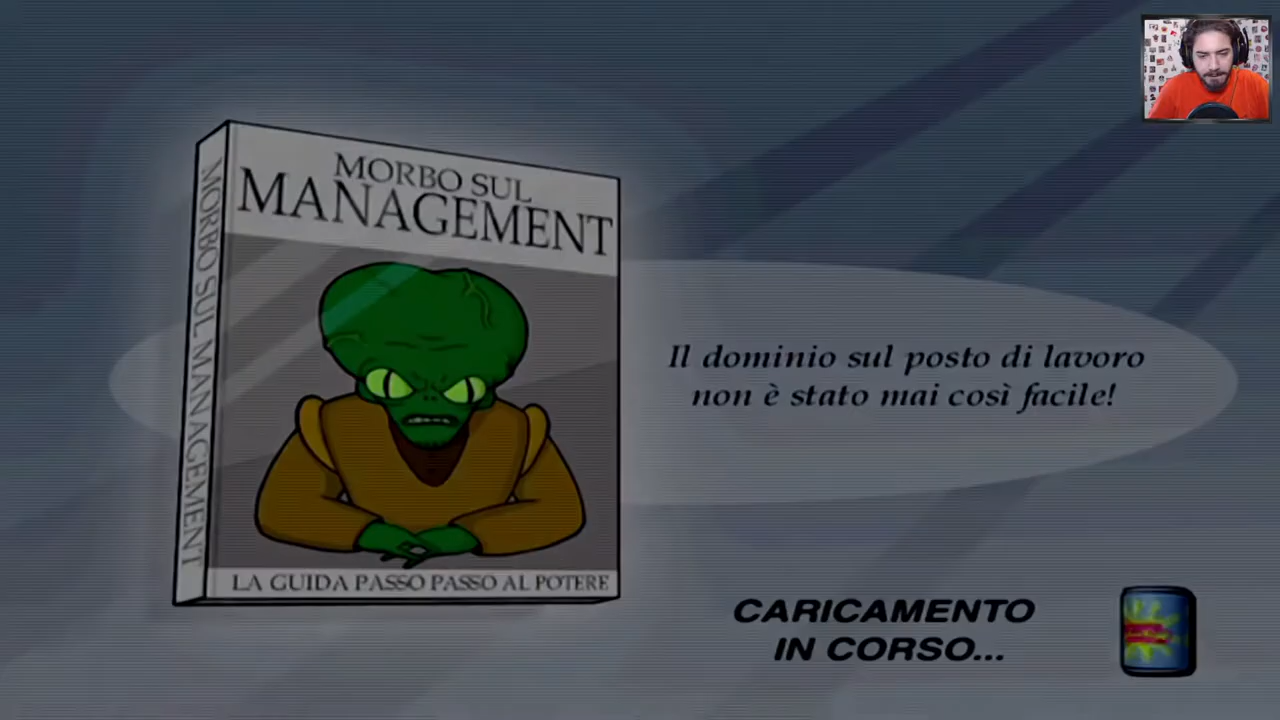 MORBO SUL
MANAGEMENT
MORBO SUL MANAGEMENT
LA GUIDA PASSO PASSO AL POTERE
Il dominio sul posto di lavoro
non è stato mai così facile!
CARICAMENTO
IN CORSO...